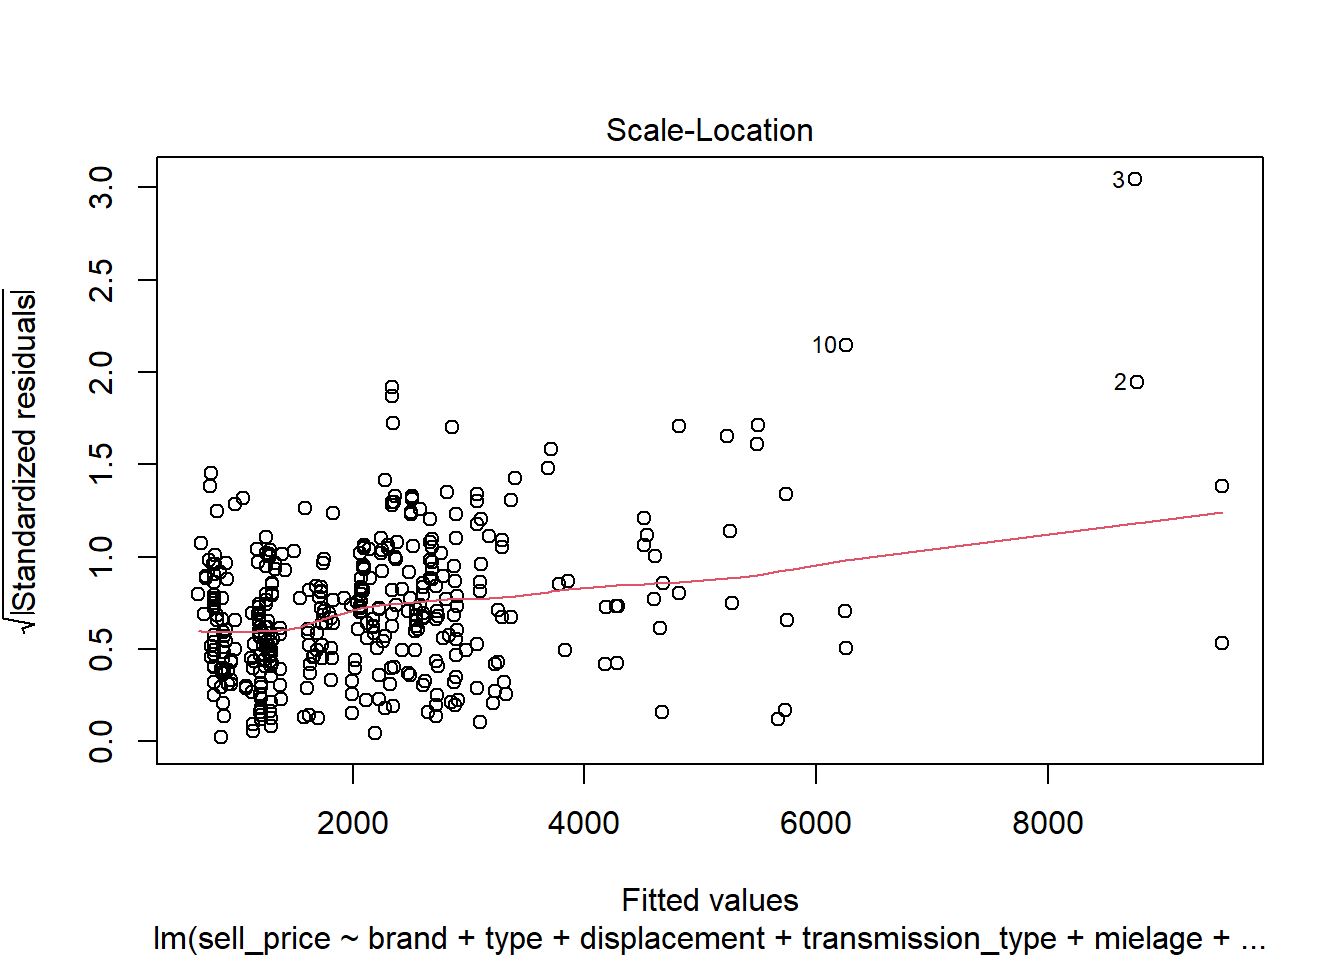 Scale-Location
√|Standardized residuals|
3.0
2.5
2.0
1.5
1.0
0.5
0.0
3
10
2
2000 4000 6000 8000
Fitted values
lm(sell_price ~ brand + type + displacement + transmission_type + mielage + ...